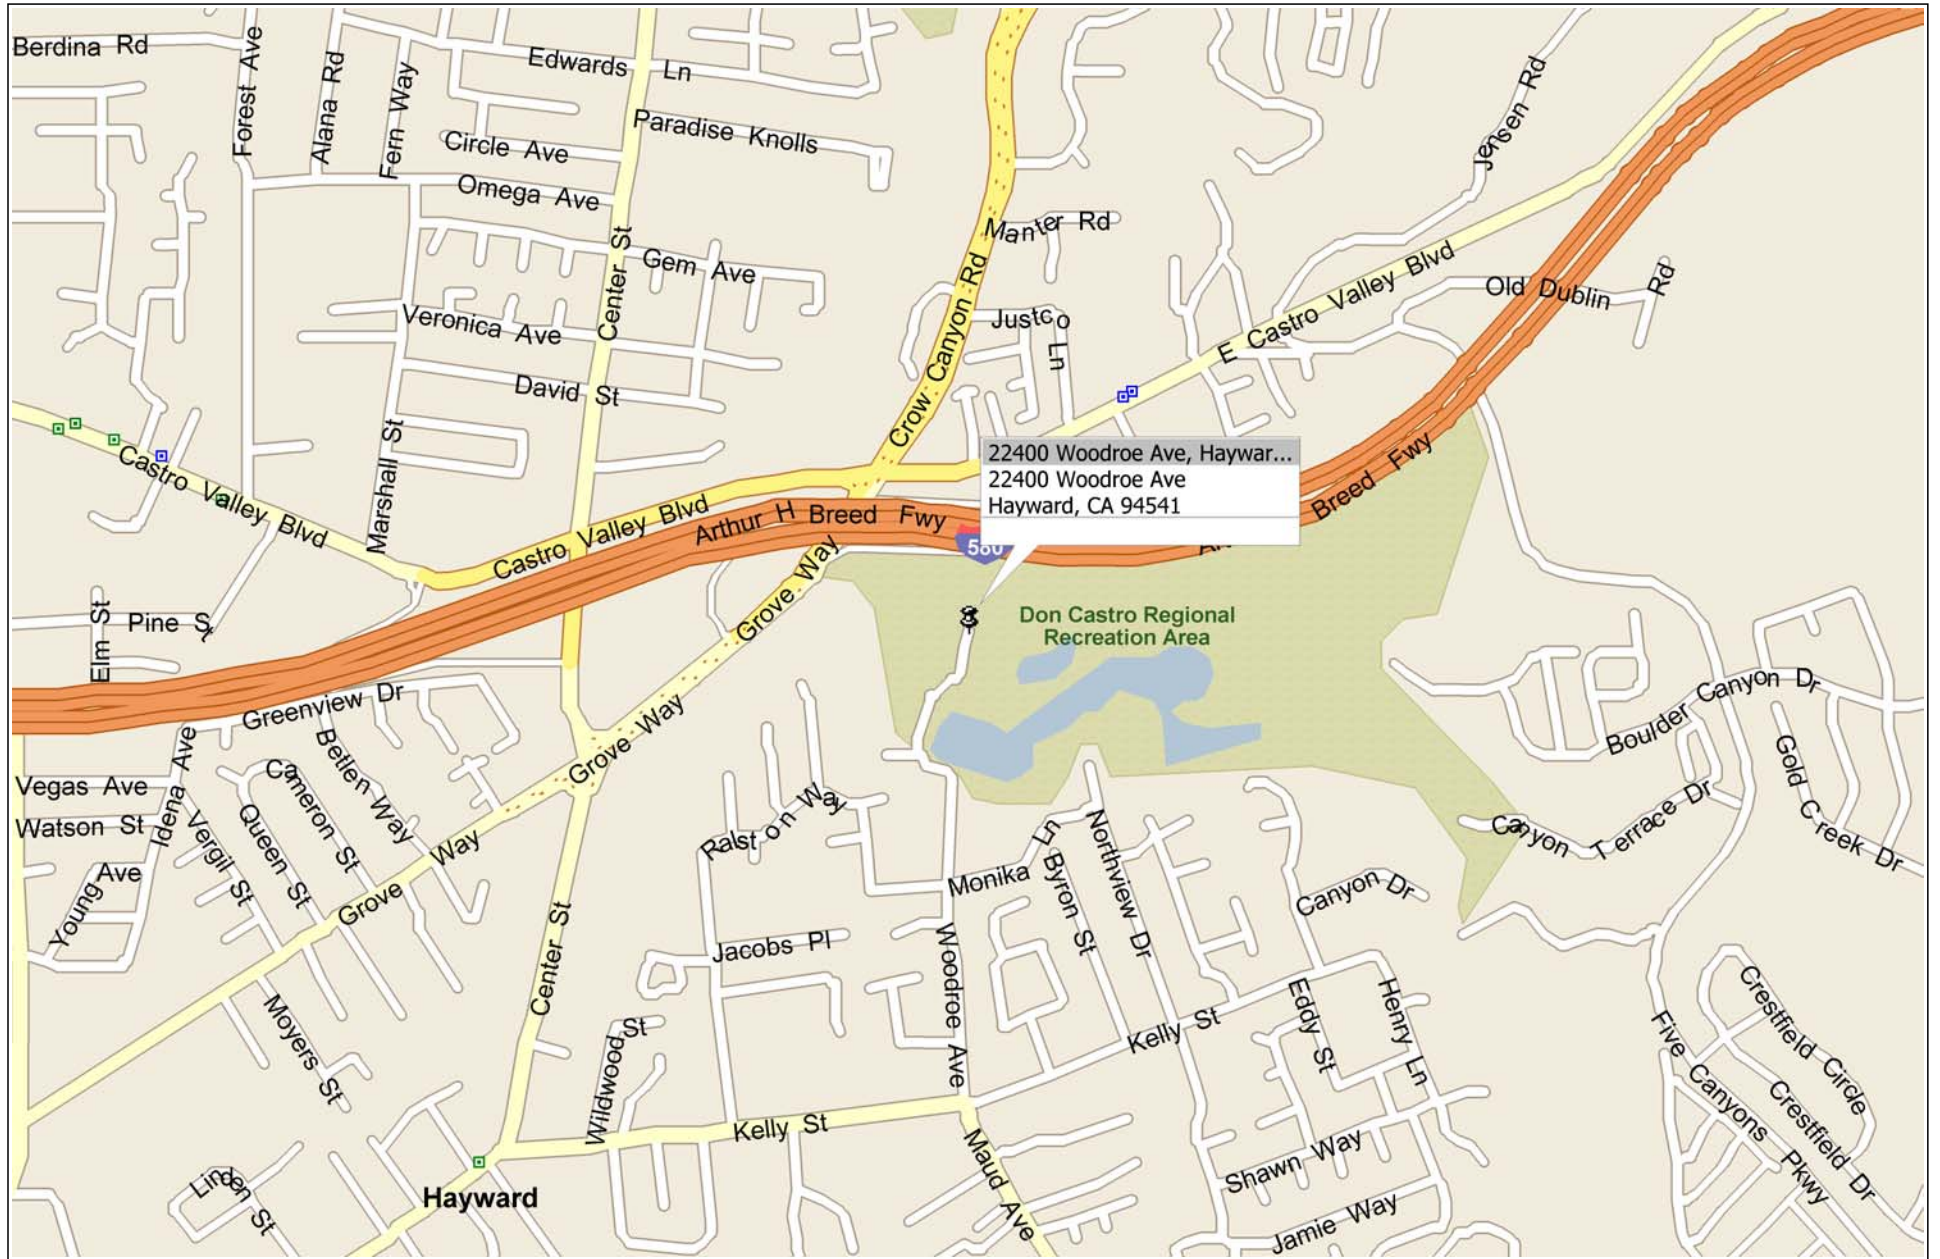 Berdina Rd
Forest Ave
Alana Rd
Fern Way
Edwards Ln
Circle Ave
Paradise Knolls
Omega Ave
Center St
Gem Ave
Veronica Ave
David St
Marshall St
Castro Valley Blvd
Castro Valley Blvd
Crow Canyon Rd
Manter Rd
Justco Ln
Jensen Rd
E Castro Valley Blvd
Old Dublin Rd
22400 Woodroe Ave, Haywar...
22400 Woodroe Ave
Hayward, CA 94541
Arthur H Breed Fwy
580
Breed Fwy
Grove Way
Don Castro Regional
Recreation Area
Elm St
Pine St
Greenview Dr
Grove Way
Vegas Ave
Watson St
Idena Ave
Young Ave
Vergil St
Queen St
Cameron St
Betlen Way
Grove Way
Ralston Way
Monika Ln
Byron St
Northview Dr
Canyon Dr
Boulder Canyon Dr
Gold Creek Dr
Canyon Terrace Dr
Moyers St
Center St
Jacobs Pl
Woodroe Ave
Wildwood St
Kelly St
Kelly St
Eddy St
Henry Ln
Five Canyons Pkwy
Crestfield Circle
Crestfield Dr
Linden St
Hayward
Maud Ave
Shawn Way
Jamie Way